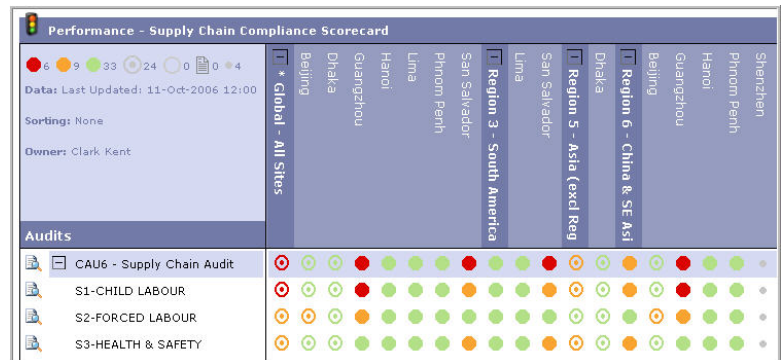 Performance - Supply Chain Compliance Scorecard
6 9 33 24 0 0 4
Data: Last Updated: 11-Oct-2006 12:00
Sorting: None
Owner: Clark Kent
* Global - All Sites
Beijing
Dhaka
Guangzhou
Hanoi
Lima
Phnom Penh
San Salvador
Region 3 - South America
Lima
San Salvador
Region 5 - Asia (excl Reg
Dhaka
Region 6 - China & SE Asi
Beijing
Guangzhou
Hanoi
Phnom Penh
Shenzhen
Audits
CAU6 - Supply Chain Audit
S1-CHILD LABOUR
S2-FORCED LABOUR
S3-HEALTH & SAFETY